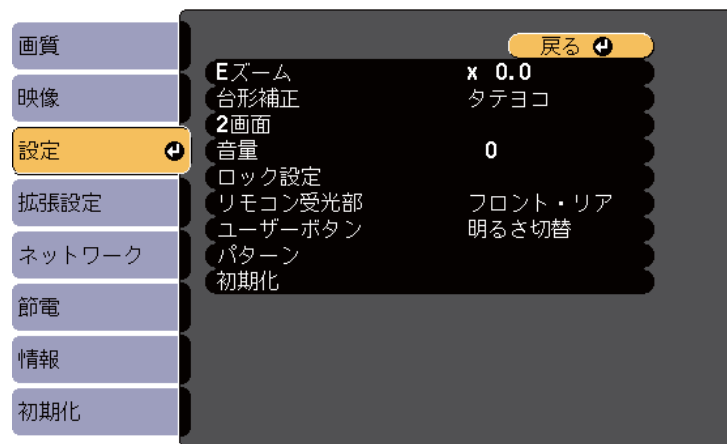 画質
映像
設定
拡張設定
ネットワーク
節電
情報
初期化
戻る
Eズーム x 0.0
台形補正 タテヨコ
2画面
音量 0
ロック設定
リモコン受光部 フロント・リア
ユーザーボタン 明るさ切替
パターン
初期化